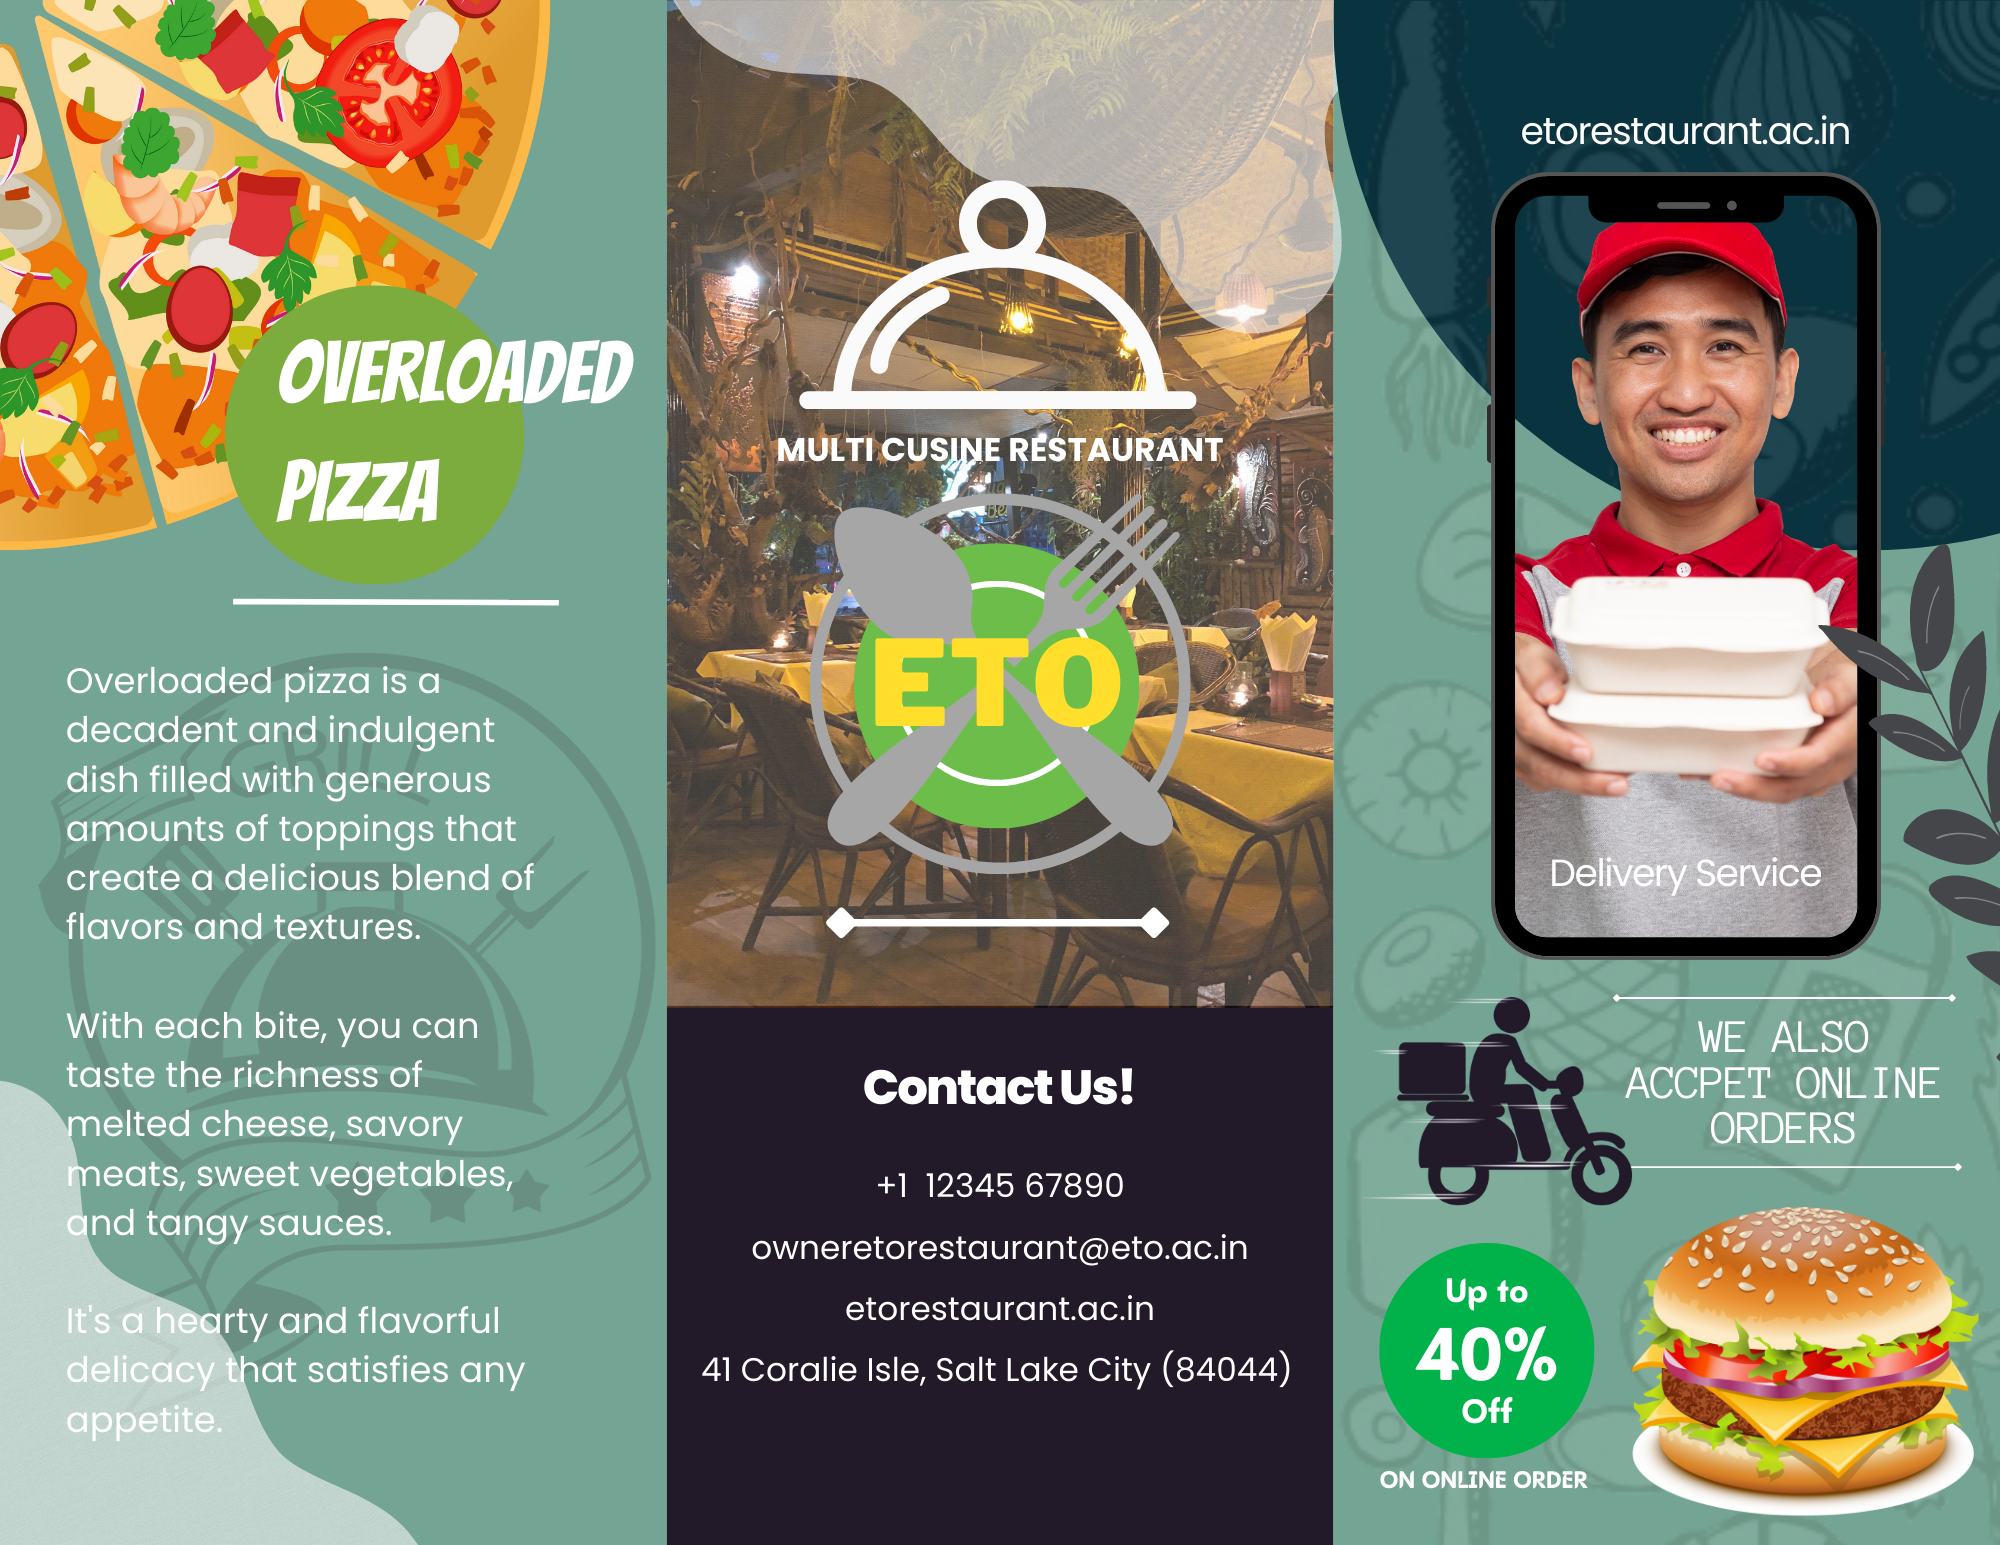 OVERLOADED
PIZZA
Overloaded pizza is a
decadent and indulgent
dish filled with generous
amounts of toppings that
create a delicious blend of
flavors and textures.
With each bite, you can
taste the richness of
melted cheese, savory
meats, sweet vegetables,
and tangy sauces.
It's a hearty and flavorful
delicacy that satisfies any
appetite.
GRILL
MULTI CUSINE RESTAURANT
ETO
Contact Us!
+1 12345 67890
owneretorestaurant@eto.ac.in
etorestaurant.ac.in
41 Coralie Isle, Salt Lake City (84044)
etorestaurant.ac.in
Delivery Service
WE ALSO
ACCPET ONLINE
ORDERS
Up to
40%
Off
ON ONLINE ORDER